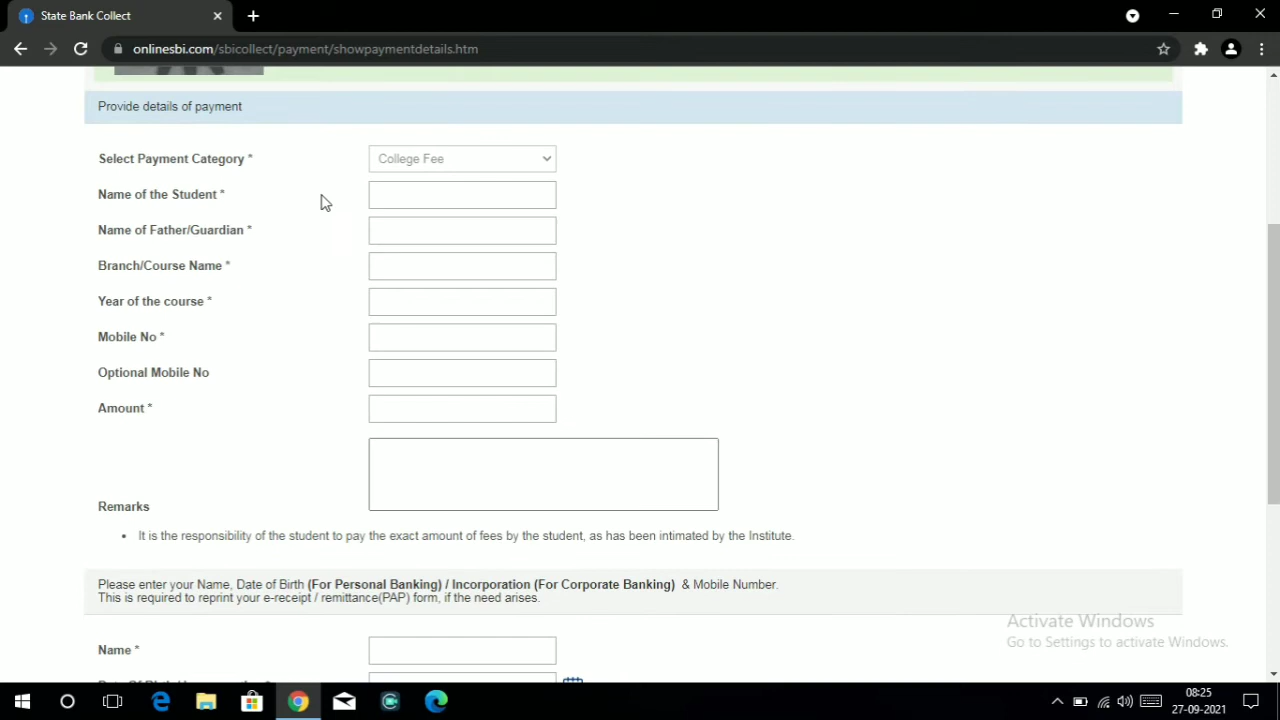 State Bank Collect
onlinesbi.com/sbicollect/payment/showpaymentdetails.htm
Provide details of payment
Select Payment Category *
College Fee
Name of the Student *
Name of Father/Guardian *
Branch/Course Name *
Year of the course *
Mobile No *
Optional Mobile No
Amount *
Remarks
• It is the responsibility of the student to pay the exact amount of fees by the student, as has been intimated by the Institute.
Please enter your Name, Date of Birth (For Personal Banking) / Incorporation (For Corporate Banking) & Mobile Number.
This is required to reprint your e-receipt / remittance(PAP) form, if the need arises.
Activate Windows
Go to Settings to activate Windows.
Name *
08:25
27-09-2021